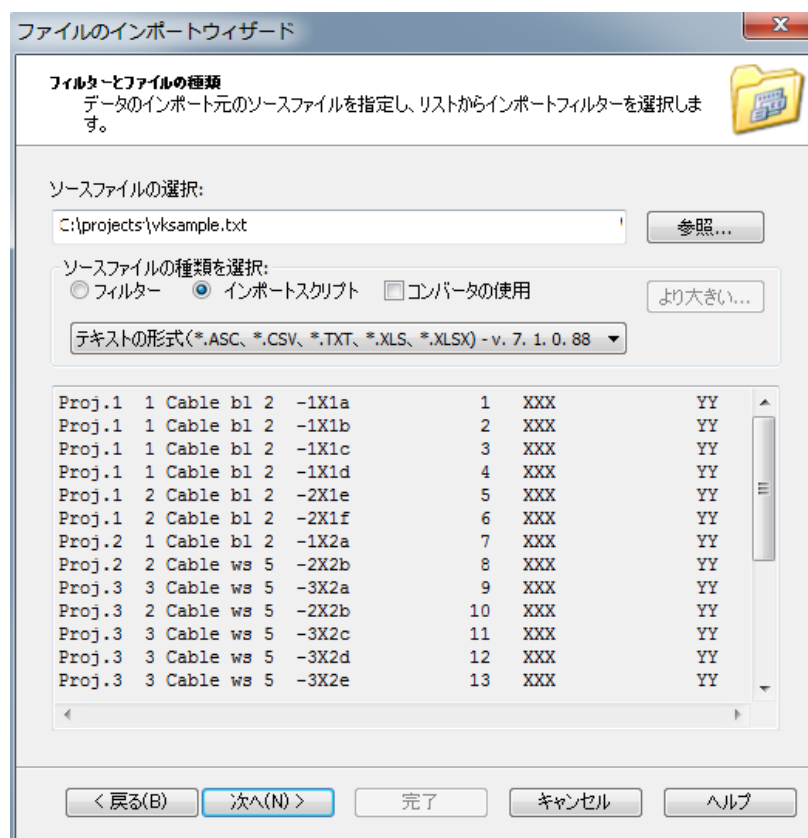 ファイルのインポートウィザード
フィルターとファイルの種類
データのインポート元のソースファイルを指定し、リストからインポートフィルターを選択しま
す。
ソースファイルの選択:
C:\projects\vksample.txt
参照...
ソースファイルの種類を選択:
フィルター インポートスクリプト コンバータの使用
より大きい...
テキストの形式(*.ASC、*.CSV、*.TXT、*.XLS、*.XLSX) - v. 7. 1. 0. 88
Proj.1 1 Cable bl 2 -1X1a 1 XXX YY
Proj.1 1 Cable bl 2 -1X1b 2 XXX YY
Proj.1 1 Cable bl 2 -1X1c 3 XXX YY
Proj.1 1 Cable bl 2 -1X1d 4 XXX YY
Proj.1 2 Cable bl 2 -2X1e 5 XXX YY
Proj.1 2 Cable bl 2 -2X1f 6 XXX YY
Proj.2 1 Cable bl 2 -1X2a 7 XXX YY
Proj.2 2 Cable ws 5 -2X2b 8 XXX YY
Proj.3 3 Cable ws 5 -3X2a 9 XXX YY
Proj.3 2 Cable ws 5 -2X2b 10 XXX YY
Proj.3 3 Cable ws 5 -3X2c 11 XXX YY
Proj.3 3 Cable ws 5 -3X2d 12 XXX YY
Proj.3 3 Cable ws 5 -3X2e 13 XXX YY
< 戻る(B) 次へ(N) > 完了 キャンセル ヘルプ